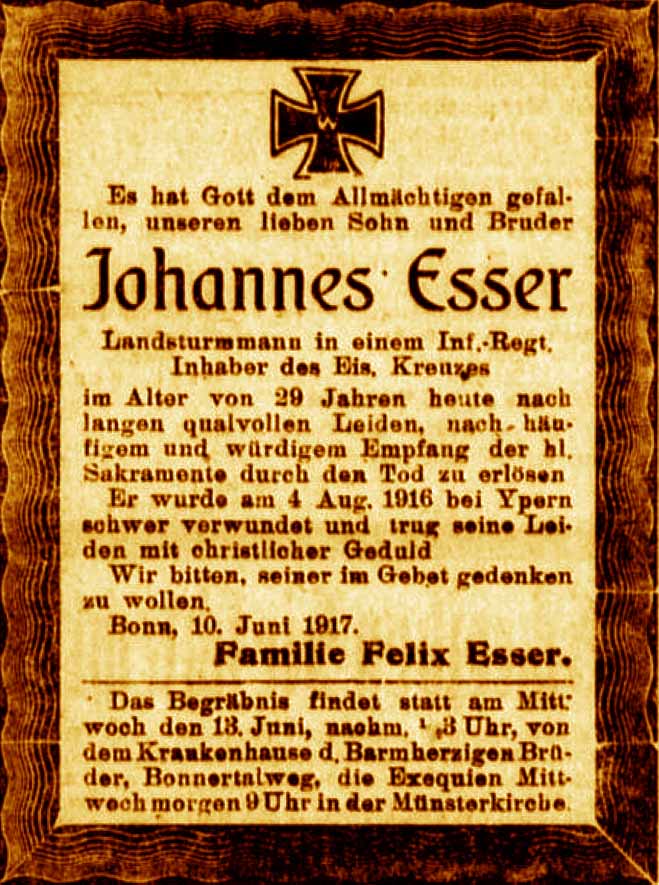 W
Es hat Gott dem Allmächtigen gefal-
len, unseren lieben Sohn und Bruder
Johannes Esser
Landsturmmann in einem Inf.-Regt.
Inhaber des Eis. Kreuzes
im Alter von 29 Jahren heute nach
langen qualvollen Leiden, nach häu-
figem und würdigem Empfang der hl.
Sakramente durch den Tod zu erlösen
Er wurde am 4 Aug. 1916 bei Ypern
schwer verwundet und trug seine Lei-
den mit christlicher Geduld
Wir bitten, seiner im Gebet gedenken
zu wollen.
Bonn, 10. Juni 1917.
Familie Felix Esser.
Das Begräbnis findet statt am Mitt-
woch den 13. Juni, nachm. Uhr, von
dem Krankenhause d. Barmherzigen Brü-
der, Bonnertalweg, die Exequien Mitt-
woch morgen 9 Uhr in der Münsterkirche.